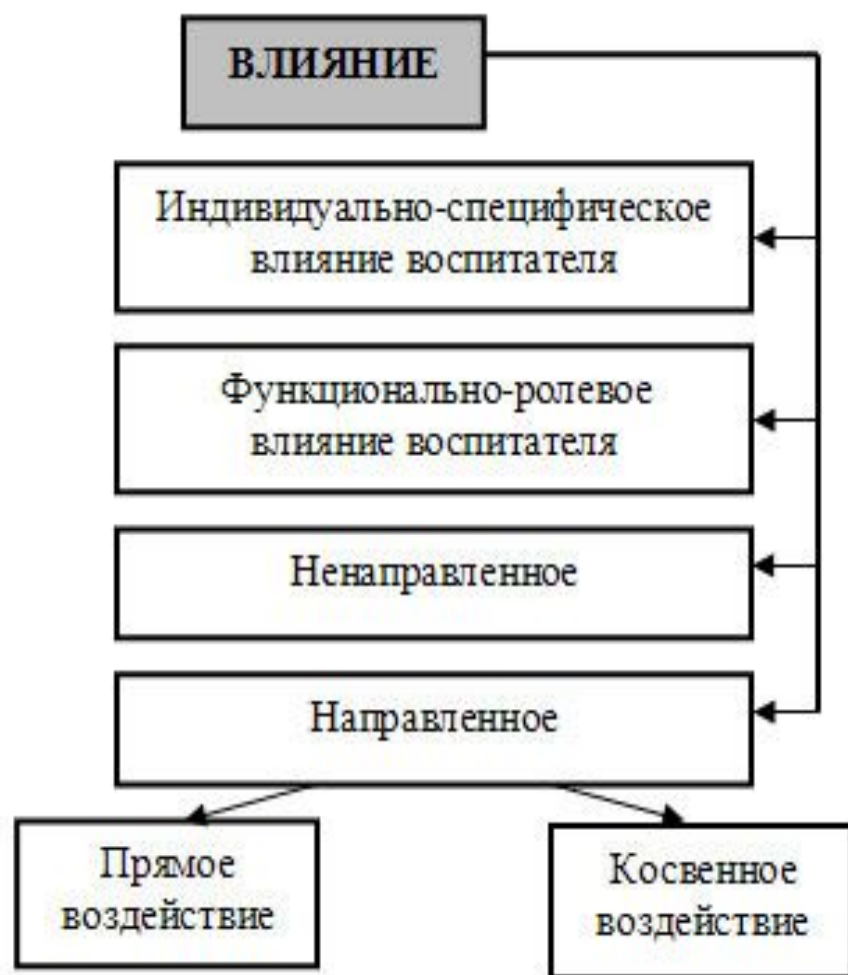 ВЛИЯНИЕ
Индивидуально-специфическое
влияние воспитателя
Функционально-ролевое
влияние воспитателя
Ненаправленное
Направленное
Прямое
воздействие
Косвенное
воздействие